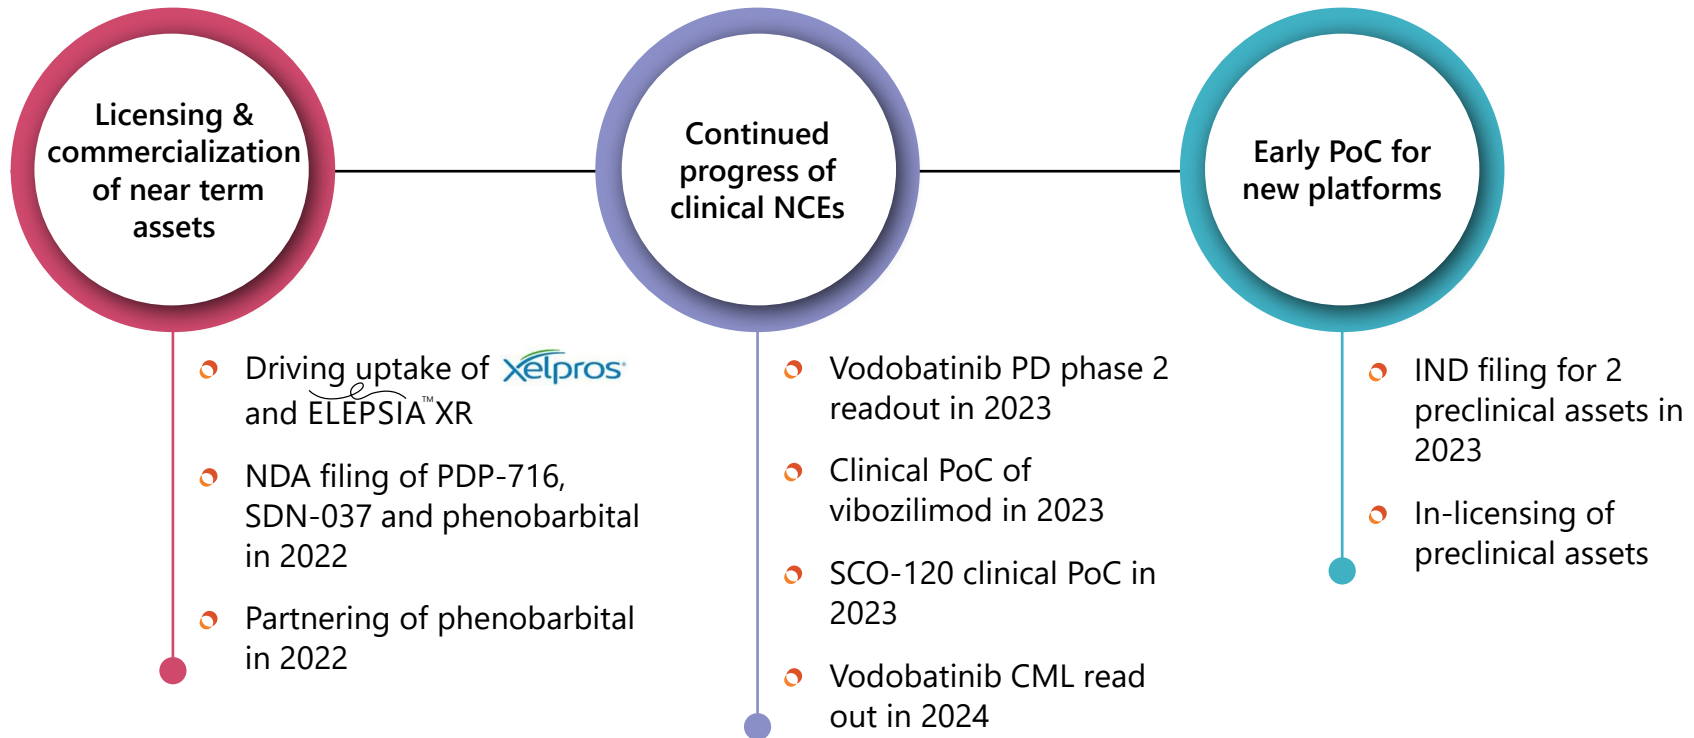 Licensing &
commercialization
of near term
assets
Continued
progress of
clinical NCEs
Early PoC for
new platforms
Driving uptake of Xelpros®
and ELEPSIA™ XR
NDA filing of PDP-716,
SDN-037 and phenobarbital
in 2022
Partnering of phenobarbital
in 2022
Vodobatinib PD phase 2
readout in 2023
Clinical PoC of
vibozilimod in 2023
SCO-120 clinical PoC in
2023
Vodobatinib CML read
out in 2024
IND filing for 2
preclinical assets in
2023
In-licensing of
preclinical assets